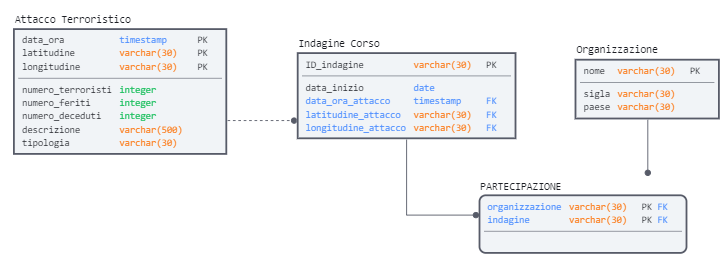 Attacco Terroristico
data_ora timestamp PK
latitudine varchar(30) PK
longitudine varchar(30) PK
numero_terroristi integer
numero_feriti integer
numero_deceduti integer
descrizione varchar(500)
tipologia varchar(30)
Indagine Corso
ID_indagine varchar(30) PK
data_inizio date
data_ora_attacco timestamp FK
latitudine_attacco varchar(30) FK
longitudine_attacco varchar(30) FK
Organizzazione
nome varchar(30) PK
sigla varchar(30)
paese varchar(30)
PARTECIPAZIONE
organizzazione varchar(30) PK FK
indagine varchar(30) PK FK